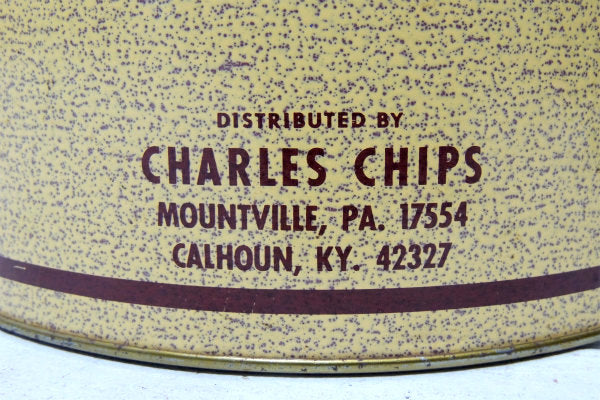 DISTRIBUTED BY
CHARLES CHIPS
MOUNTVILLE, PA. 17554
CALHOUN, KY. 42327